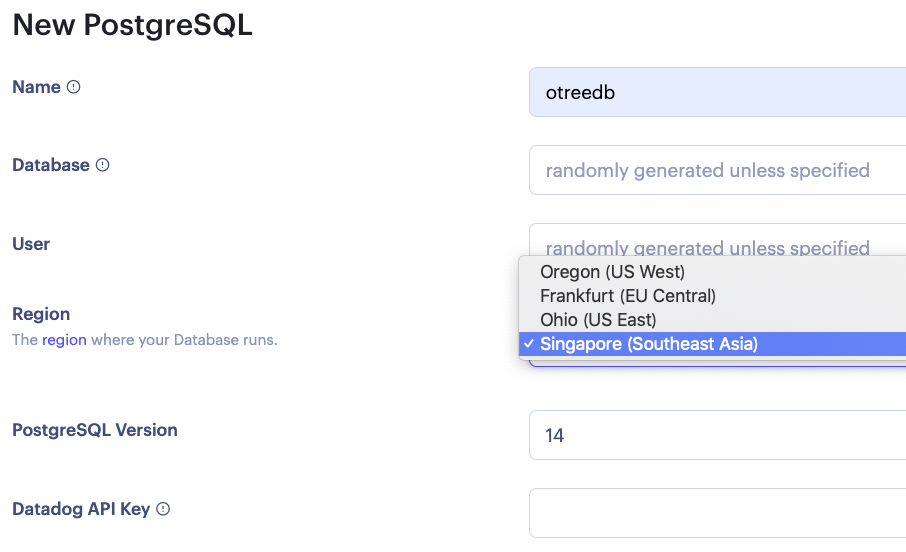 New PostgreSQL
Name
otreedb
Database
randomly generated unless specified
User
randomly generated unless specified
Oregon (US West)
Frankfurt (EU Central)
Ohio (US East)
Singapore (Southeast Asia)
Region
The region where your Database runs.
PostgreSQL Version
14
Datadog API Key